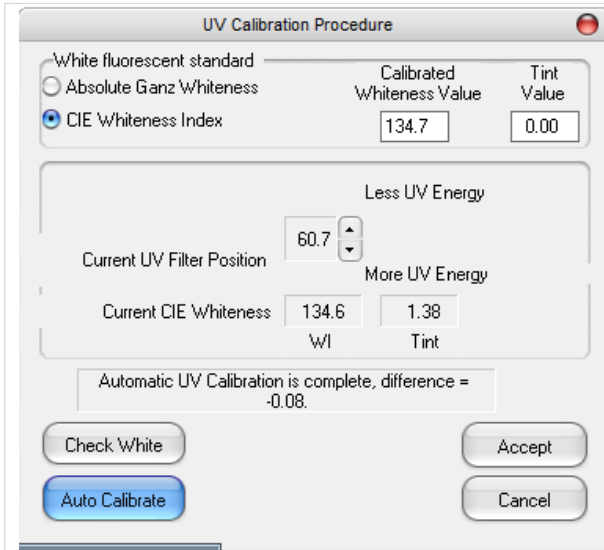 UV Calibration Procedure
White fluorescent standard
Absolute Ganz Whiteness
CIE Whiteness Index
Calibrated
Whiteness Value
Tint
Value
134.7
0.00
Less UV Energy
60.7
Current UV Filter Position
More UV Energy
Current CIE Whiteness
134.6
1.38
WI
Tint
Automatic UV Calibration is complete, difference =
-0.08.
Check White
Accept
Auto Calibrate
Cancel